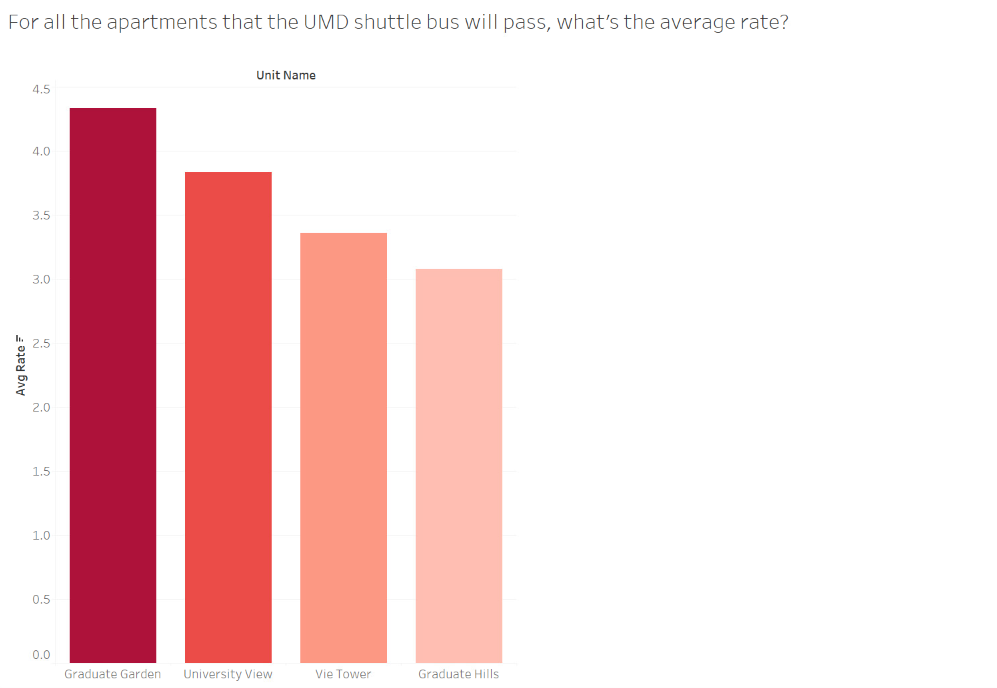 For all the apartments that the UMD shuttle bus will pass, what's the average rate?
Unit Name
4.5
4.0
3.5
3.0
2.5
2.0
1.5
1.0
0.5
0.0
Avg Rate
Graduate Garden University View Vie Tower Graduate Hills